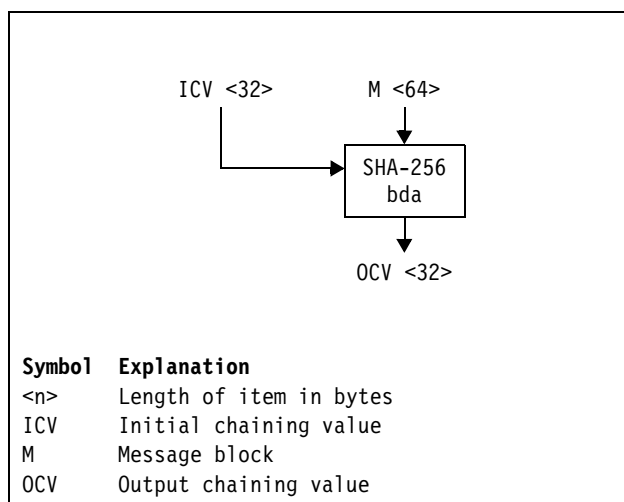 ICV <32> M <64>
SHA-256
bda
OCV <32>
Symbol Explanation
<n> Length of item in bytes
ICV Initial chaining value
M Message block
OCV Output chaining value